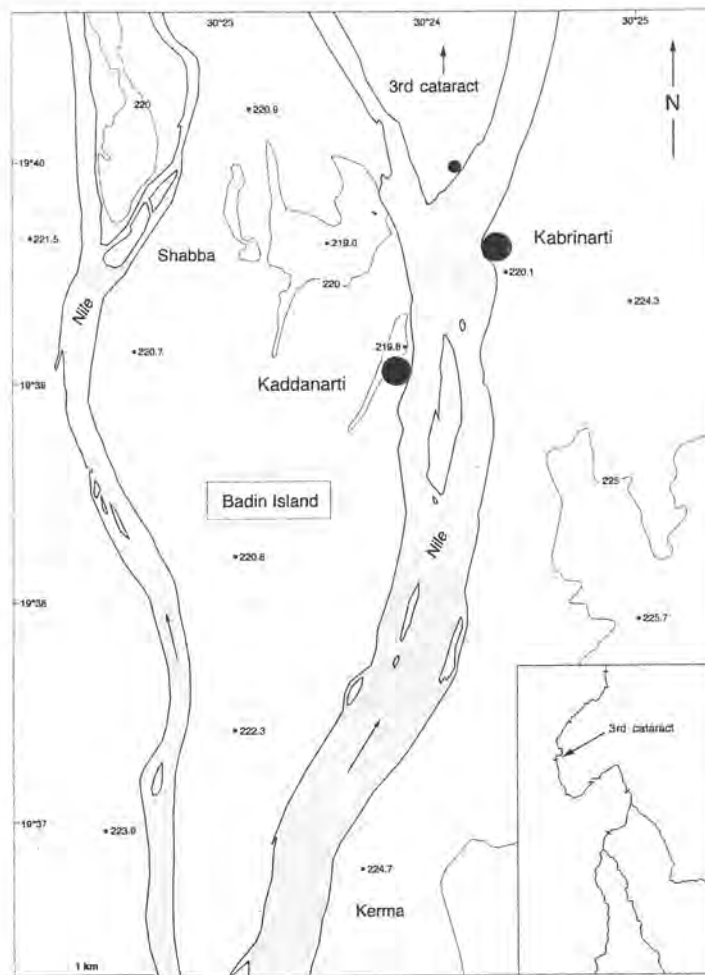 30°23
30°24
30°25
3rd cataract
N
220
220.9
19°40
Kabrinarti
221.5
Shabba
219.0
220.1
220
224.3
Nile
219.8
220.7
19°39
Kaddanarti
225
Badin Island
Nile
220.8
19°38
225.7
222.3
3rd cataract
19°37
223.9
224.7
Kerma
1 km